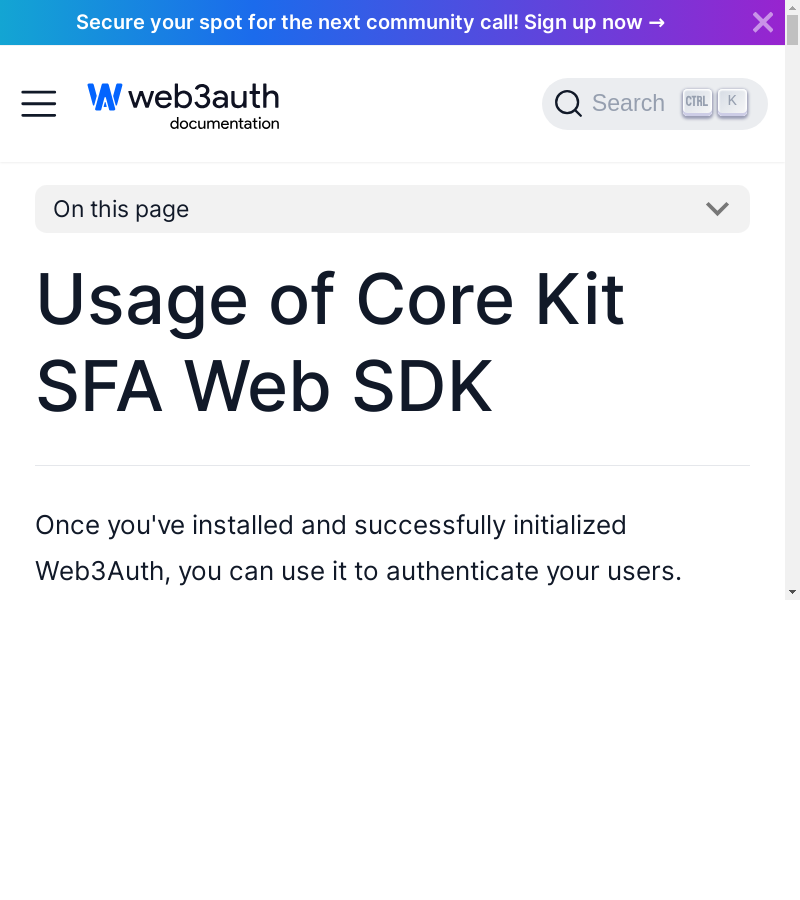 Secure your spot for the next community call! Sign up now →
web3auth
documentation
Search CTRL K
On this page
Usage of Core Kit
SFA Web SDK
Once you've installed and successfully initialized
Web3Auth, you can use it to authenticate your users.